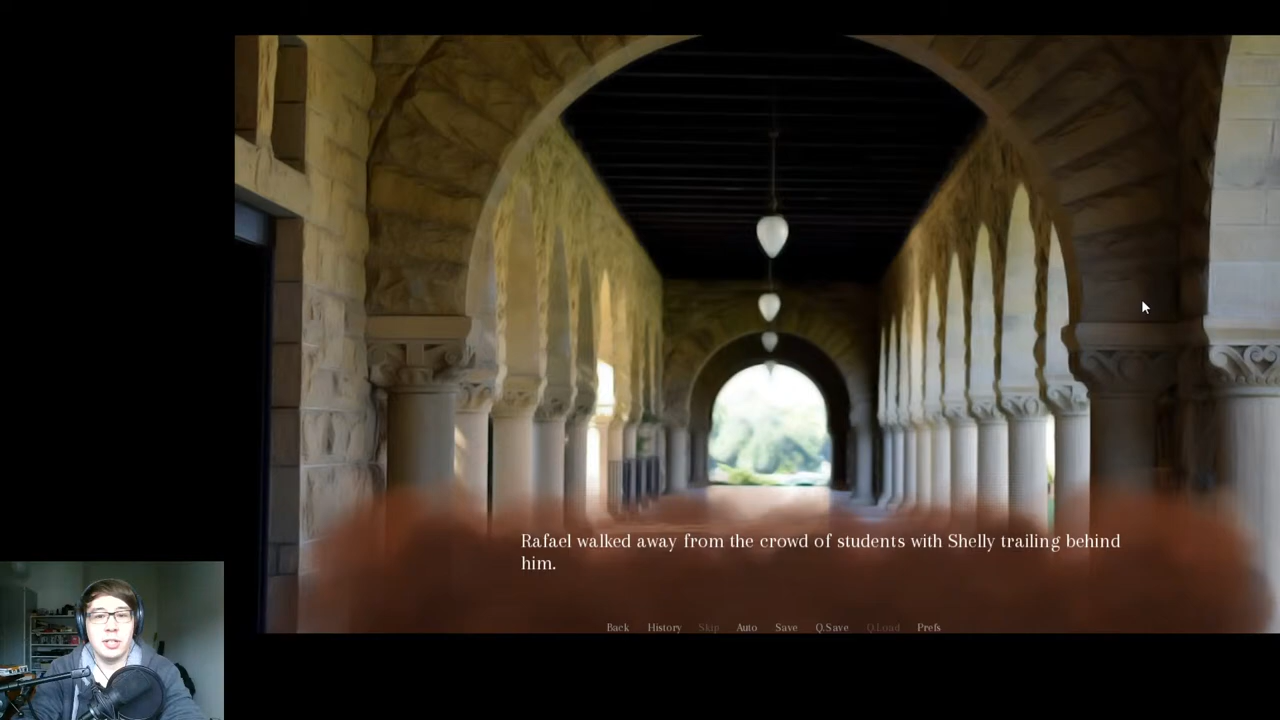 Rafael walked away from the crowd of students with Shelly trailing behind
him.
Back History Skip Auto Save Q.Save Q.Load Prefs